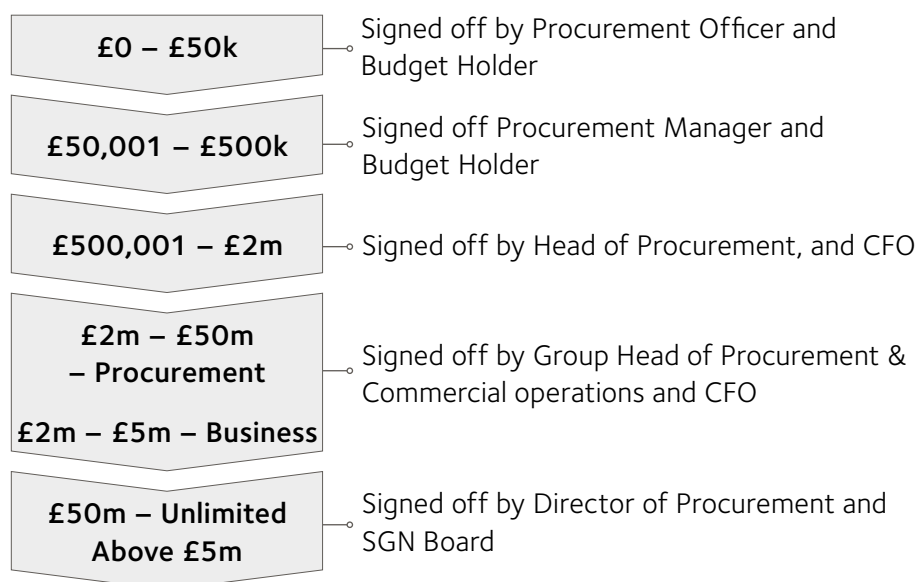 £0 – £50k
Signed off by Procurement Officer and
Budget Holder
£50,001 – £500k
Signed off Procurement Manager and
Budget Holder
£500,001 – £2m
Signed off by Head of Procurement, and CFO
£2m – £50m
– Procurement
£2m – £5m – Business
Signed off by Group Head of Procurement &
Commercial operations and CFO
£50m – Unlimited
Above £5m
Signed off by Director of Procurement and
SGN Board